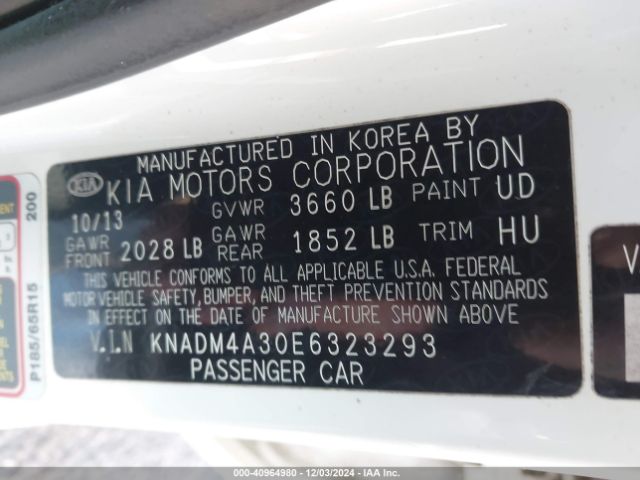 MANUFACTURED IN KOREA BY
KIA KIA MOTORS CORPORATION
10/13 GVWR 3660 LB PAINT UD
GAWR FRONT 2028 LB GAWR REAR 1852 LB TRIM HU
THIS VEHICLE CONFORMS TO ALL APPLICABLE U.S.A. FEDERAL
MOTOR VEHICLE SAFETY, BUMPER, AND THEFT PREVENTION STANDARDS
IN EFFECT ON THE DATE OF MANUFACTURE SHOWN ABOVE
V.I.N KNADM4A30E6323293
PASSENGER CAR
P185/65R15 200
V
000-40964980 - 12/03/2024 - IAA Inc.